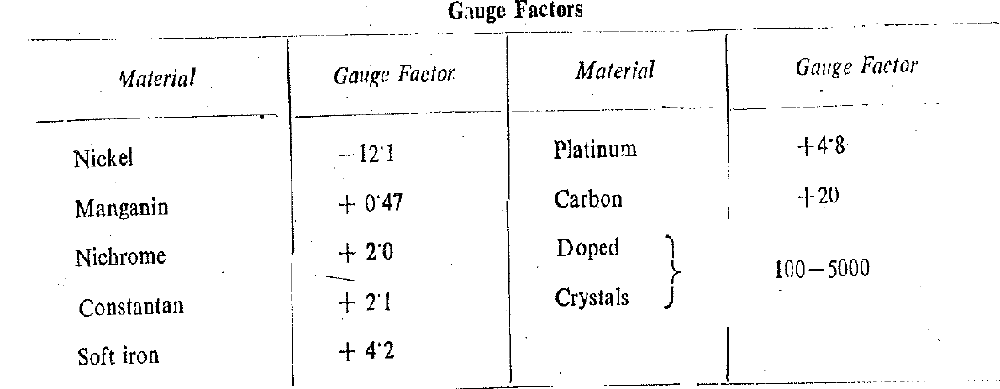 Gauge Factors
Material Gauge Factor Material Gauge Factor
Nickel −12·1 Platinum +4·8
Manganin + 0·47 Carbon +20
Nichrome + 2·0 Doped
100−5000
Constantan + 2·1 Crystals
Soft iron + 4·2